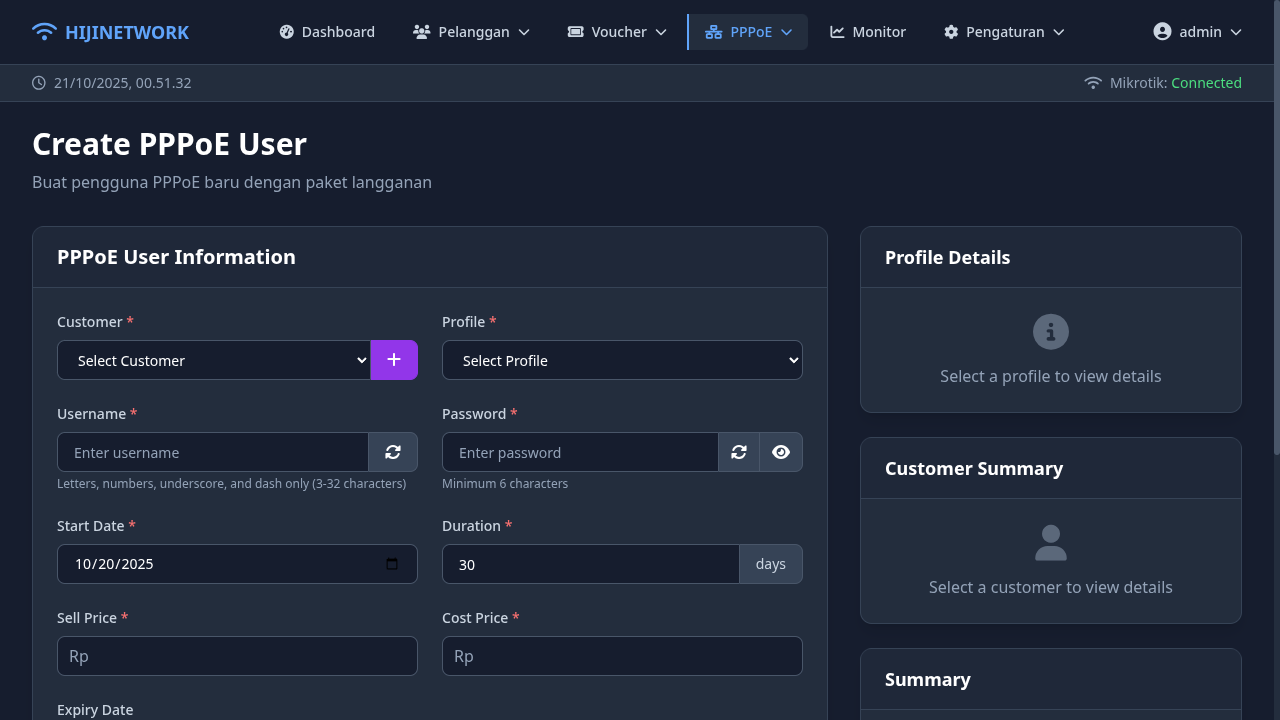 HIJINETWORK
Dashboard
Pelanggan
Voucher
PPPoE
Monitor
Pengaturan
admin
21/10/2025, 00.51.32
Mikrotik: Connected
Create PPPoE User
Buat pengguna PPPoE baru dengan paket langganan
PPPoE User Information
Customer *
Select Customer
Profile *
Select Profile
Username *
Enter username
Letters, numbers, underscore, and dash only (3-32 characters)
Password *
Enter password
Minimum 6 characters
Start Date *
10/20/2025
Duration *
30
days
Sell Price *
Rp
Cost Price *
Rp
Expiry Date
Profile Details
Select a profile to view details
Customer Summary
Select a customer to view details
Summary